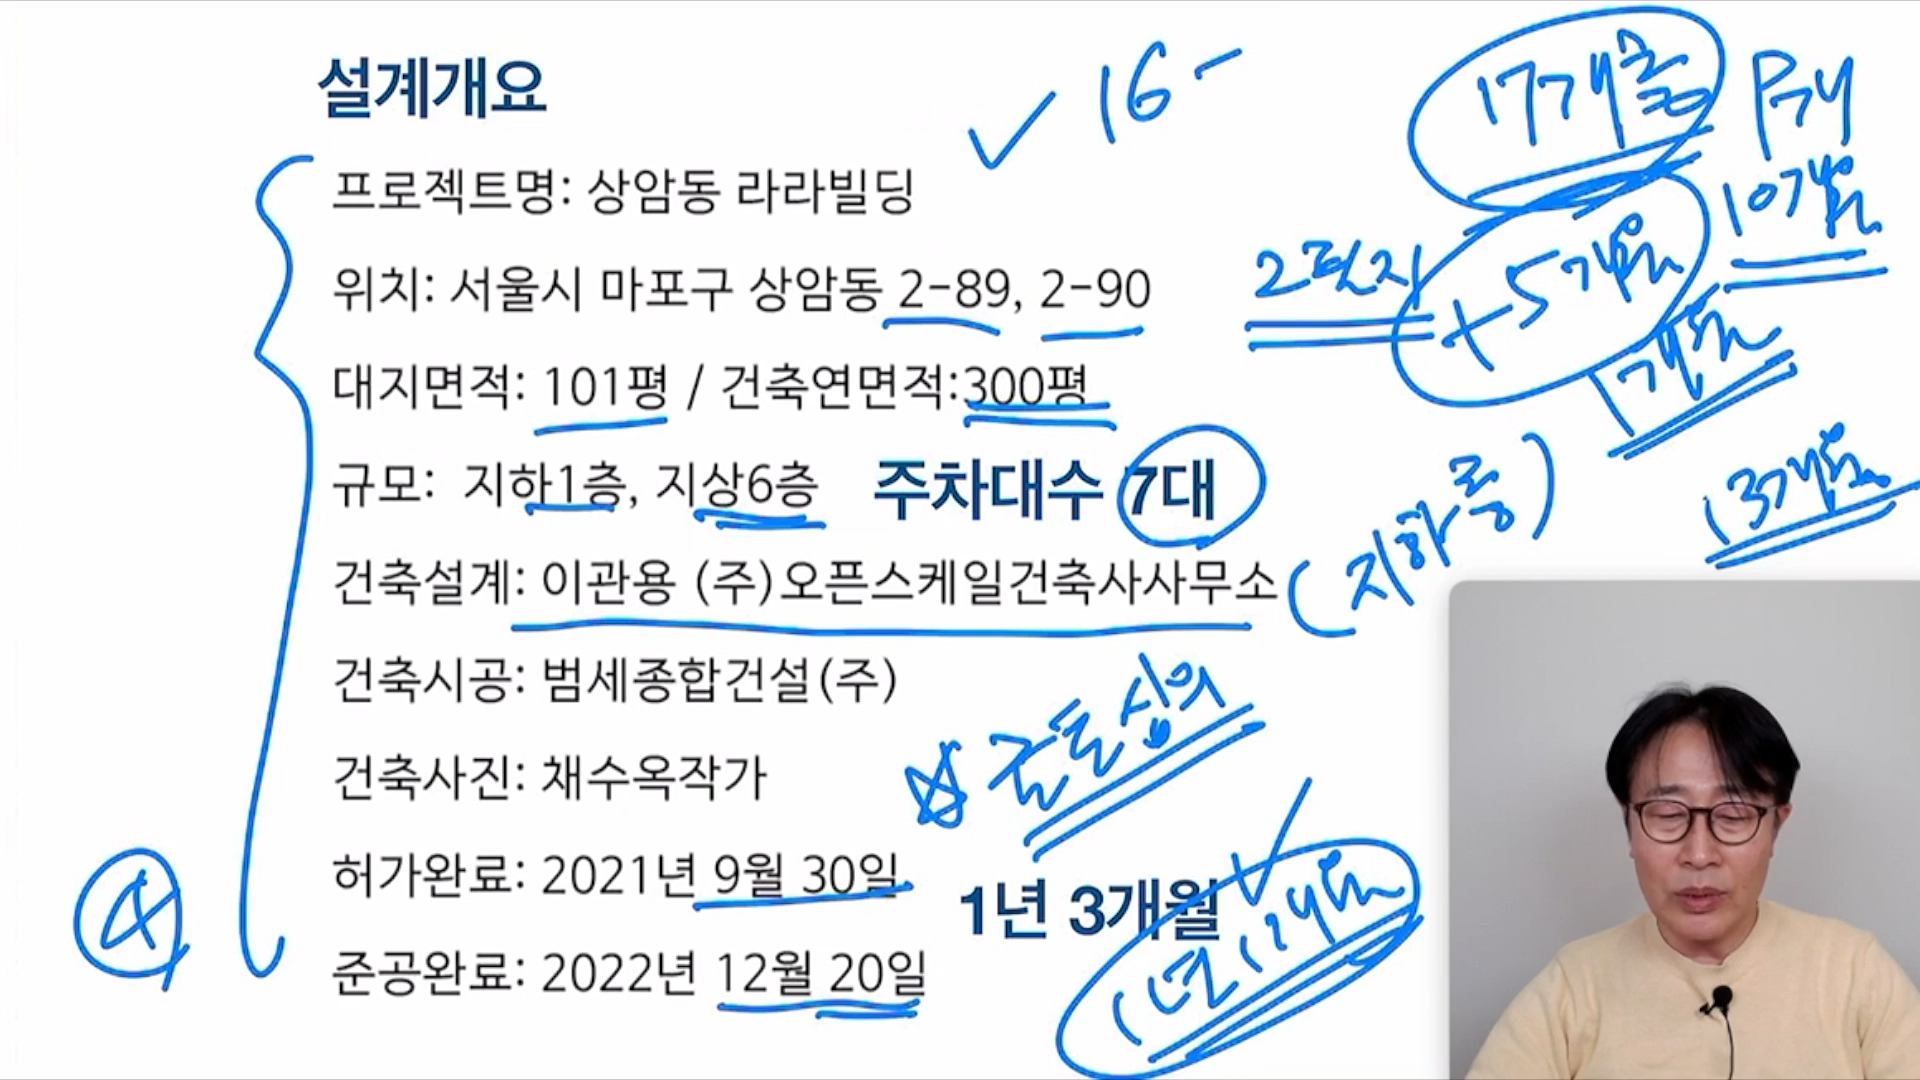 설계개요
16
프로젝트명: 상암동 라라빌딩
위치: 서울시 마포구 상암동 2-89, 2-90
대지면적: 101평 / 건축연면적:300평
규모: 지하1층, 지상6층 주차대수 7대
건축설계: 이관용 (주)오픈스케일건축사사무소
건축시공: 범세종합건설(주)
건축사진: 채수옥작가
허가완료: 2021년 9월 30일
1년 3개월
준공완료: 2022년 12월 20일
17개층
10개월
2필지
+5개월
1개월
13개월
(지하층)
굴토심의
1년 1개월
4